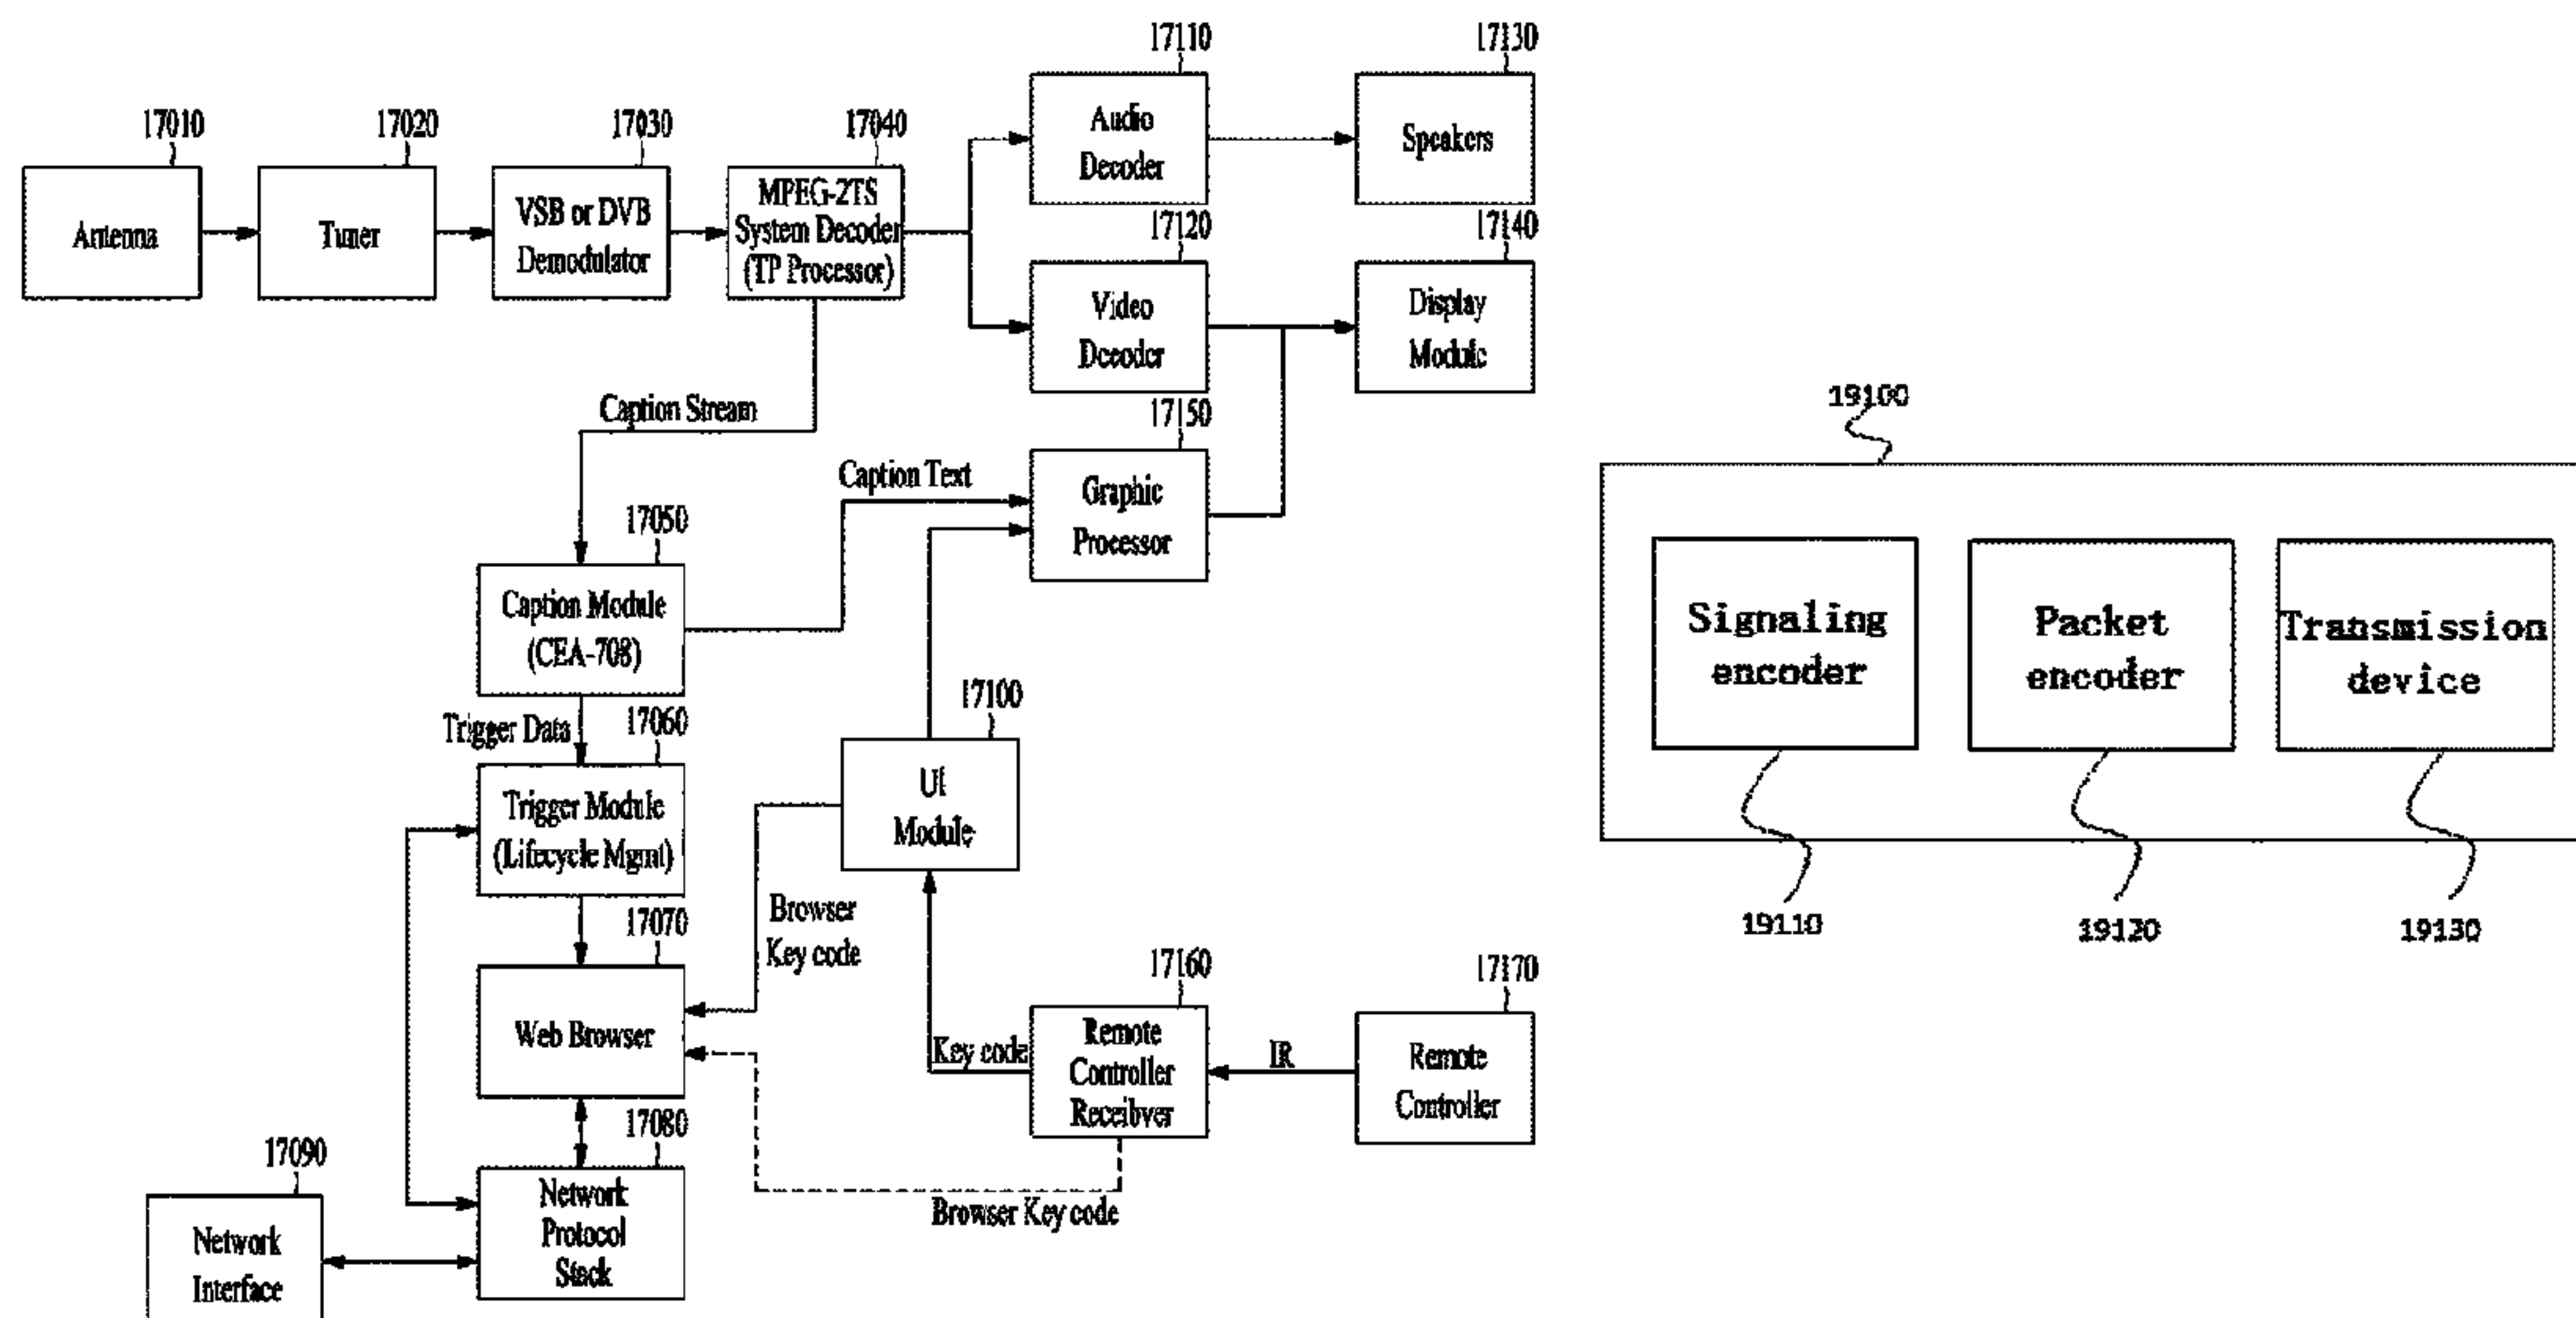 17110
17130
17010
17020
17030
17040
Audio
Decoder
Speakers
Antenna
Tuner
VSB or DVB
Demodulator
MPEG-2TS
System Decoder
(TP Processor)
17120
17140
Video
Decoder
Display
Module
Caption Stream
17150
Caption Text
Graphic
Processor
17050
Caption Module
(CEA-708)
Trigger Data
17060
17100
Trigger Module
(Lifecycle Mgmt)
UI
Module
17070
Browser
Key code
Web Browser
17160
17170
Key code
Remote
Controller
Receibver
IR
Remote
Controller
17080
Browser Key code
17090
Network
Protocol
Stack
Network
Interface
19100
Signaling
encoder
Packet
encoder
Transmission
device
19110
19120
19130